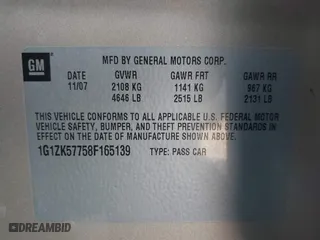 GM
MFD BY GENERAL MOTORS CORP.
DATE GVWR GAWR FRT GAWR RR
11/07 2108 KG 1141 KG 967 KG
4646 LB 2515 LB 2131 LB
THIS VEHICLE CONFORMS TO ALL APPLICABLE U.S. FEDERAL MOTOR
VEHICLE SAFETY, BUMPER, AND THEFT PREVENTION STANDARDS IN
EFFECT ON THE DATE OF MANUFACTURE SHOWN ABOVE.
1G1ZK57758F165139 TYPE: PASS CAR